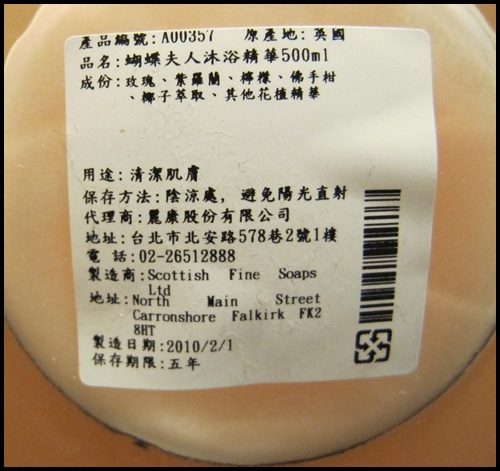 產品編號: A00357 原產地: 英國
品名: 蝴蝶夫人沐浴精華500ml
成份: 玫瑰、紫羅蘭、檸檬、佛手柑
、椰子萃取、其他花植精華
用途: 清潔肌膚
保存方法: 陰涼處, 避免陽光直射
代理商: 麗康股份有限公司
地址: 台北市北安路578巷2號1樓
電 話: 02-26512888
製造商: Scottish Fine Soaps
Ltd
地址: North Main Street
Carronshore Falkirk FK2
8HT
製造日期: 2010/2/1
保存期限: 五年